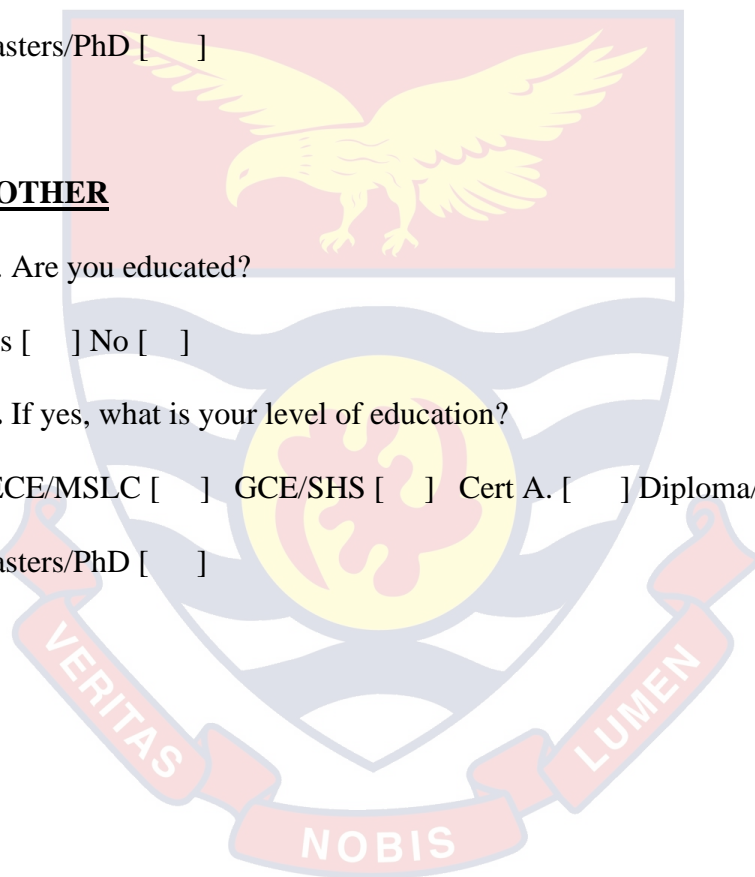 asters/PhD [ ]
OTHER
. Are you educated?
s [ ] No [ ]
. If yes, what is your level of education?
ECE/MSLC [ ] GCE/SHS [ ] Cert A. [ ] Diploma/
asters/PhD [ ]
VERITAS
NOBIS
LUMEN